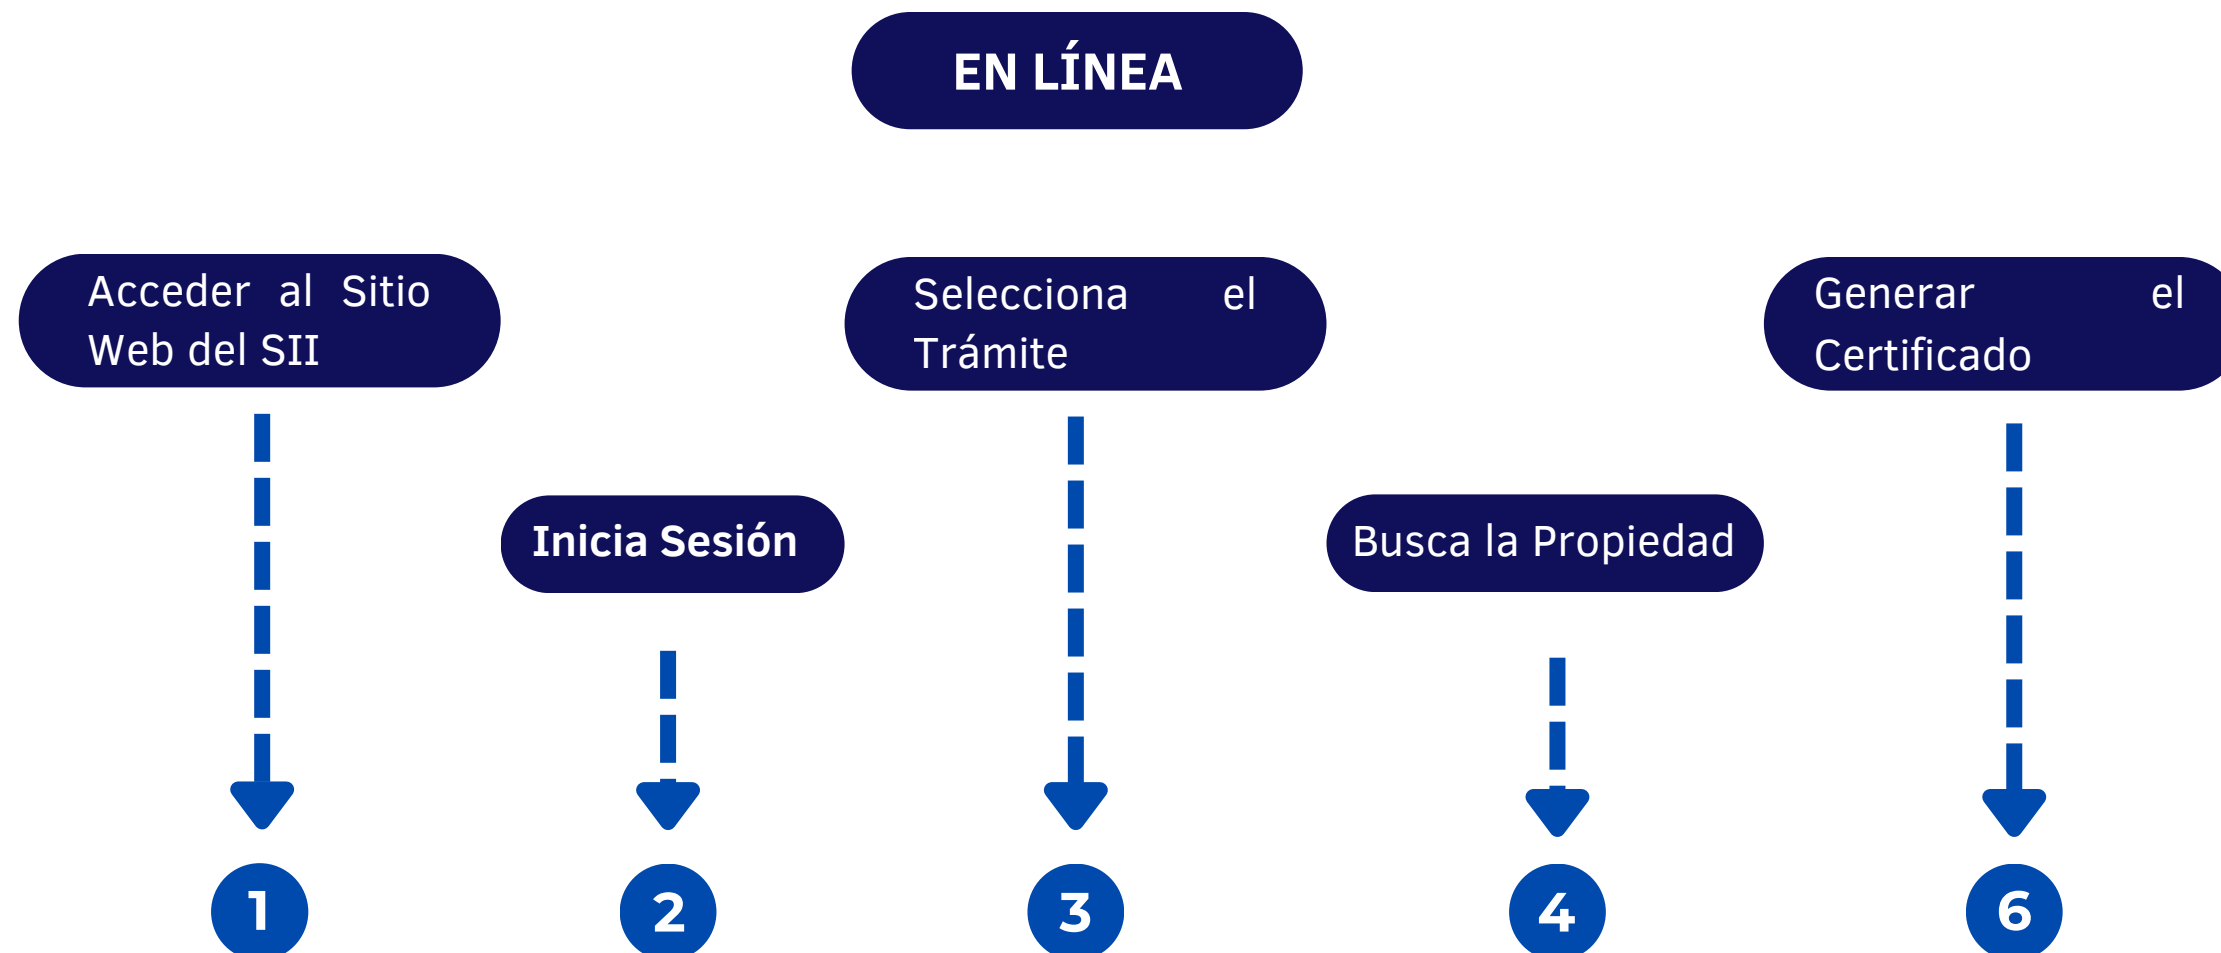 EN LÍNEA
Acceder al Sitio
Web del SII
Inicia Sesión
Selecciona el
Trámite
Busca la Propiedad
Generar el
Certificado
1
2
3
4
6